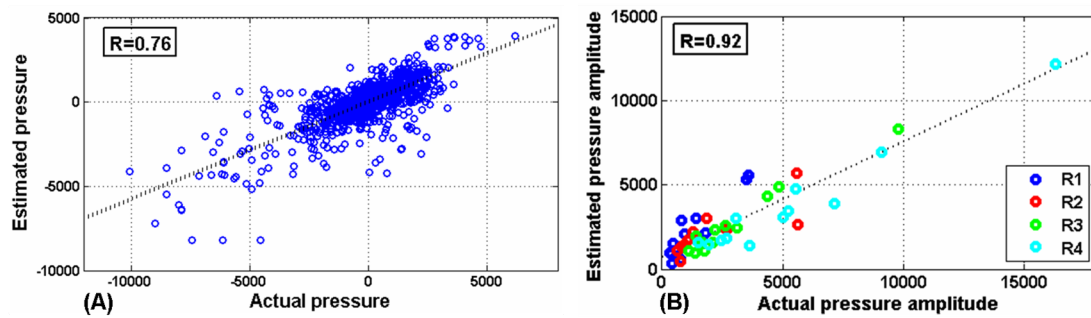 R=0.76
Estimated pressure
5000
0
-5000
-10000
-10000
-5000
0
5000
Actual pressure
(A)
R=0.92
Estimated pressure amplitude
15000
10000
5000
0
0
5000
10000
15000
Actual pressure amplitude
(B)
R1
R2
R3
R4